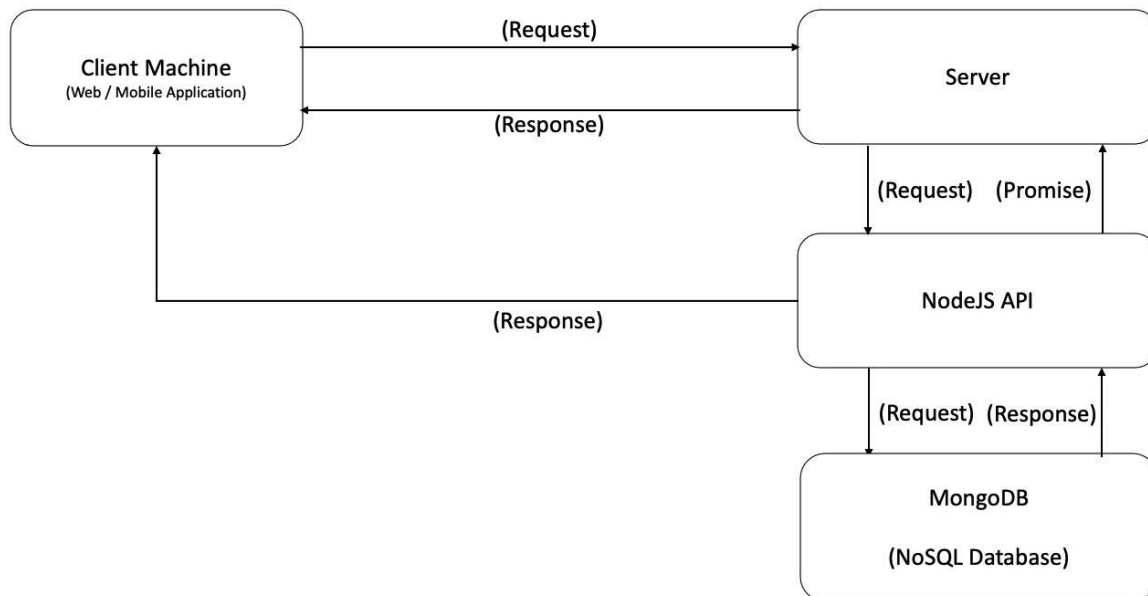 (Request)
Client Machine
(Web / Mobile Application)
Server
(Response)
(Request)
(Promise)
NodeJS API
(Response)
(Request)
(Response)
MongoDB
(NoSQL Database)